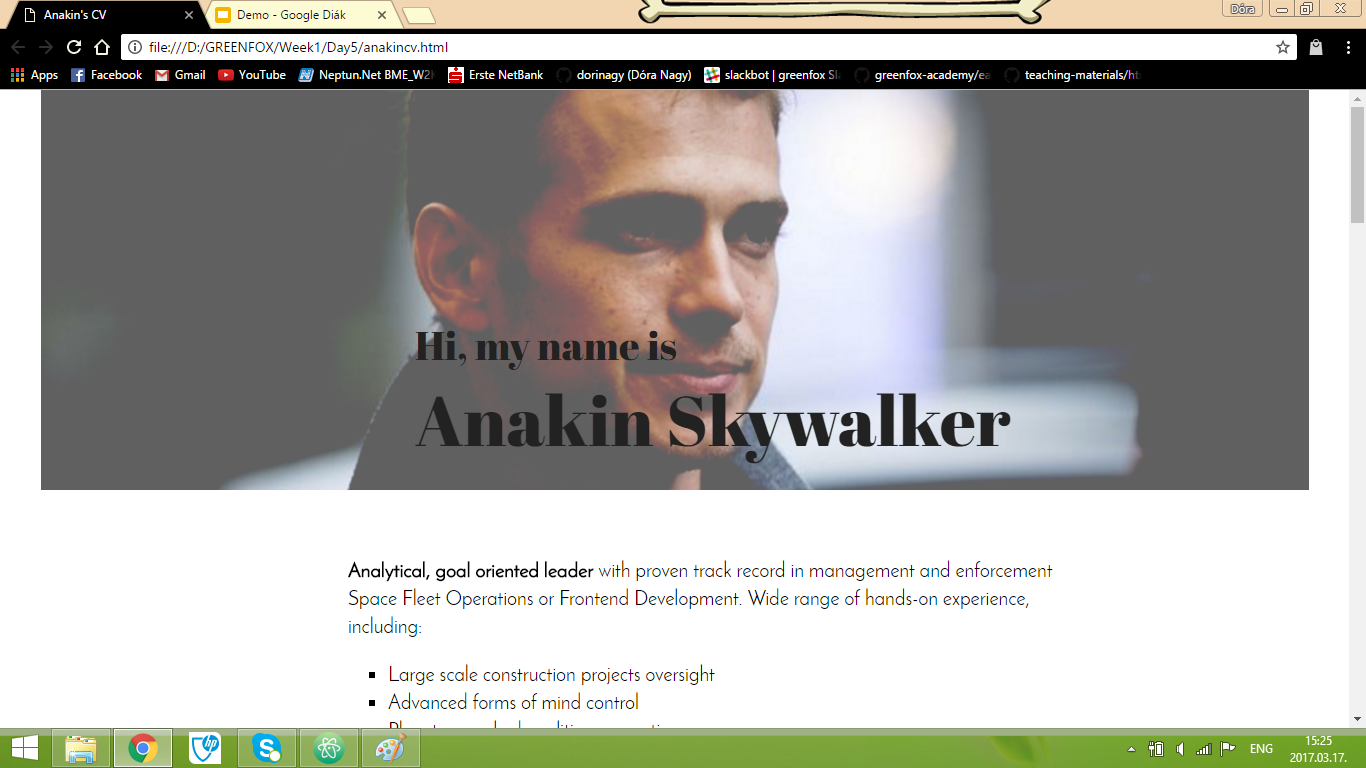 Anakin's CV
Demo - Google Diák
Dóra
file:///D:/GREENFOX/Week1/Day5/anakincv.html
Apps
Facebook
Gmail
YouTube
Neptun.Net BME_W2
Erste NetBank
dorinagy (Dóra Nagy)
slackbot | greenfox
greenfox-academy/ea
teaching-materials/ht
Hi, my name is
Anakin Skywalker
Analytical, goal oriented leader with proven track record in management and enforcement
Space Fleet Operations or Frontend Development. Wide range of hands-on experience,
including:
Large scale construction projects oversight
Advanced forms of mind control
hp
ENG
15:25
2017.03.17.